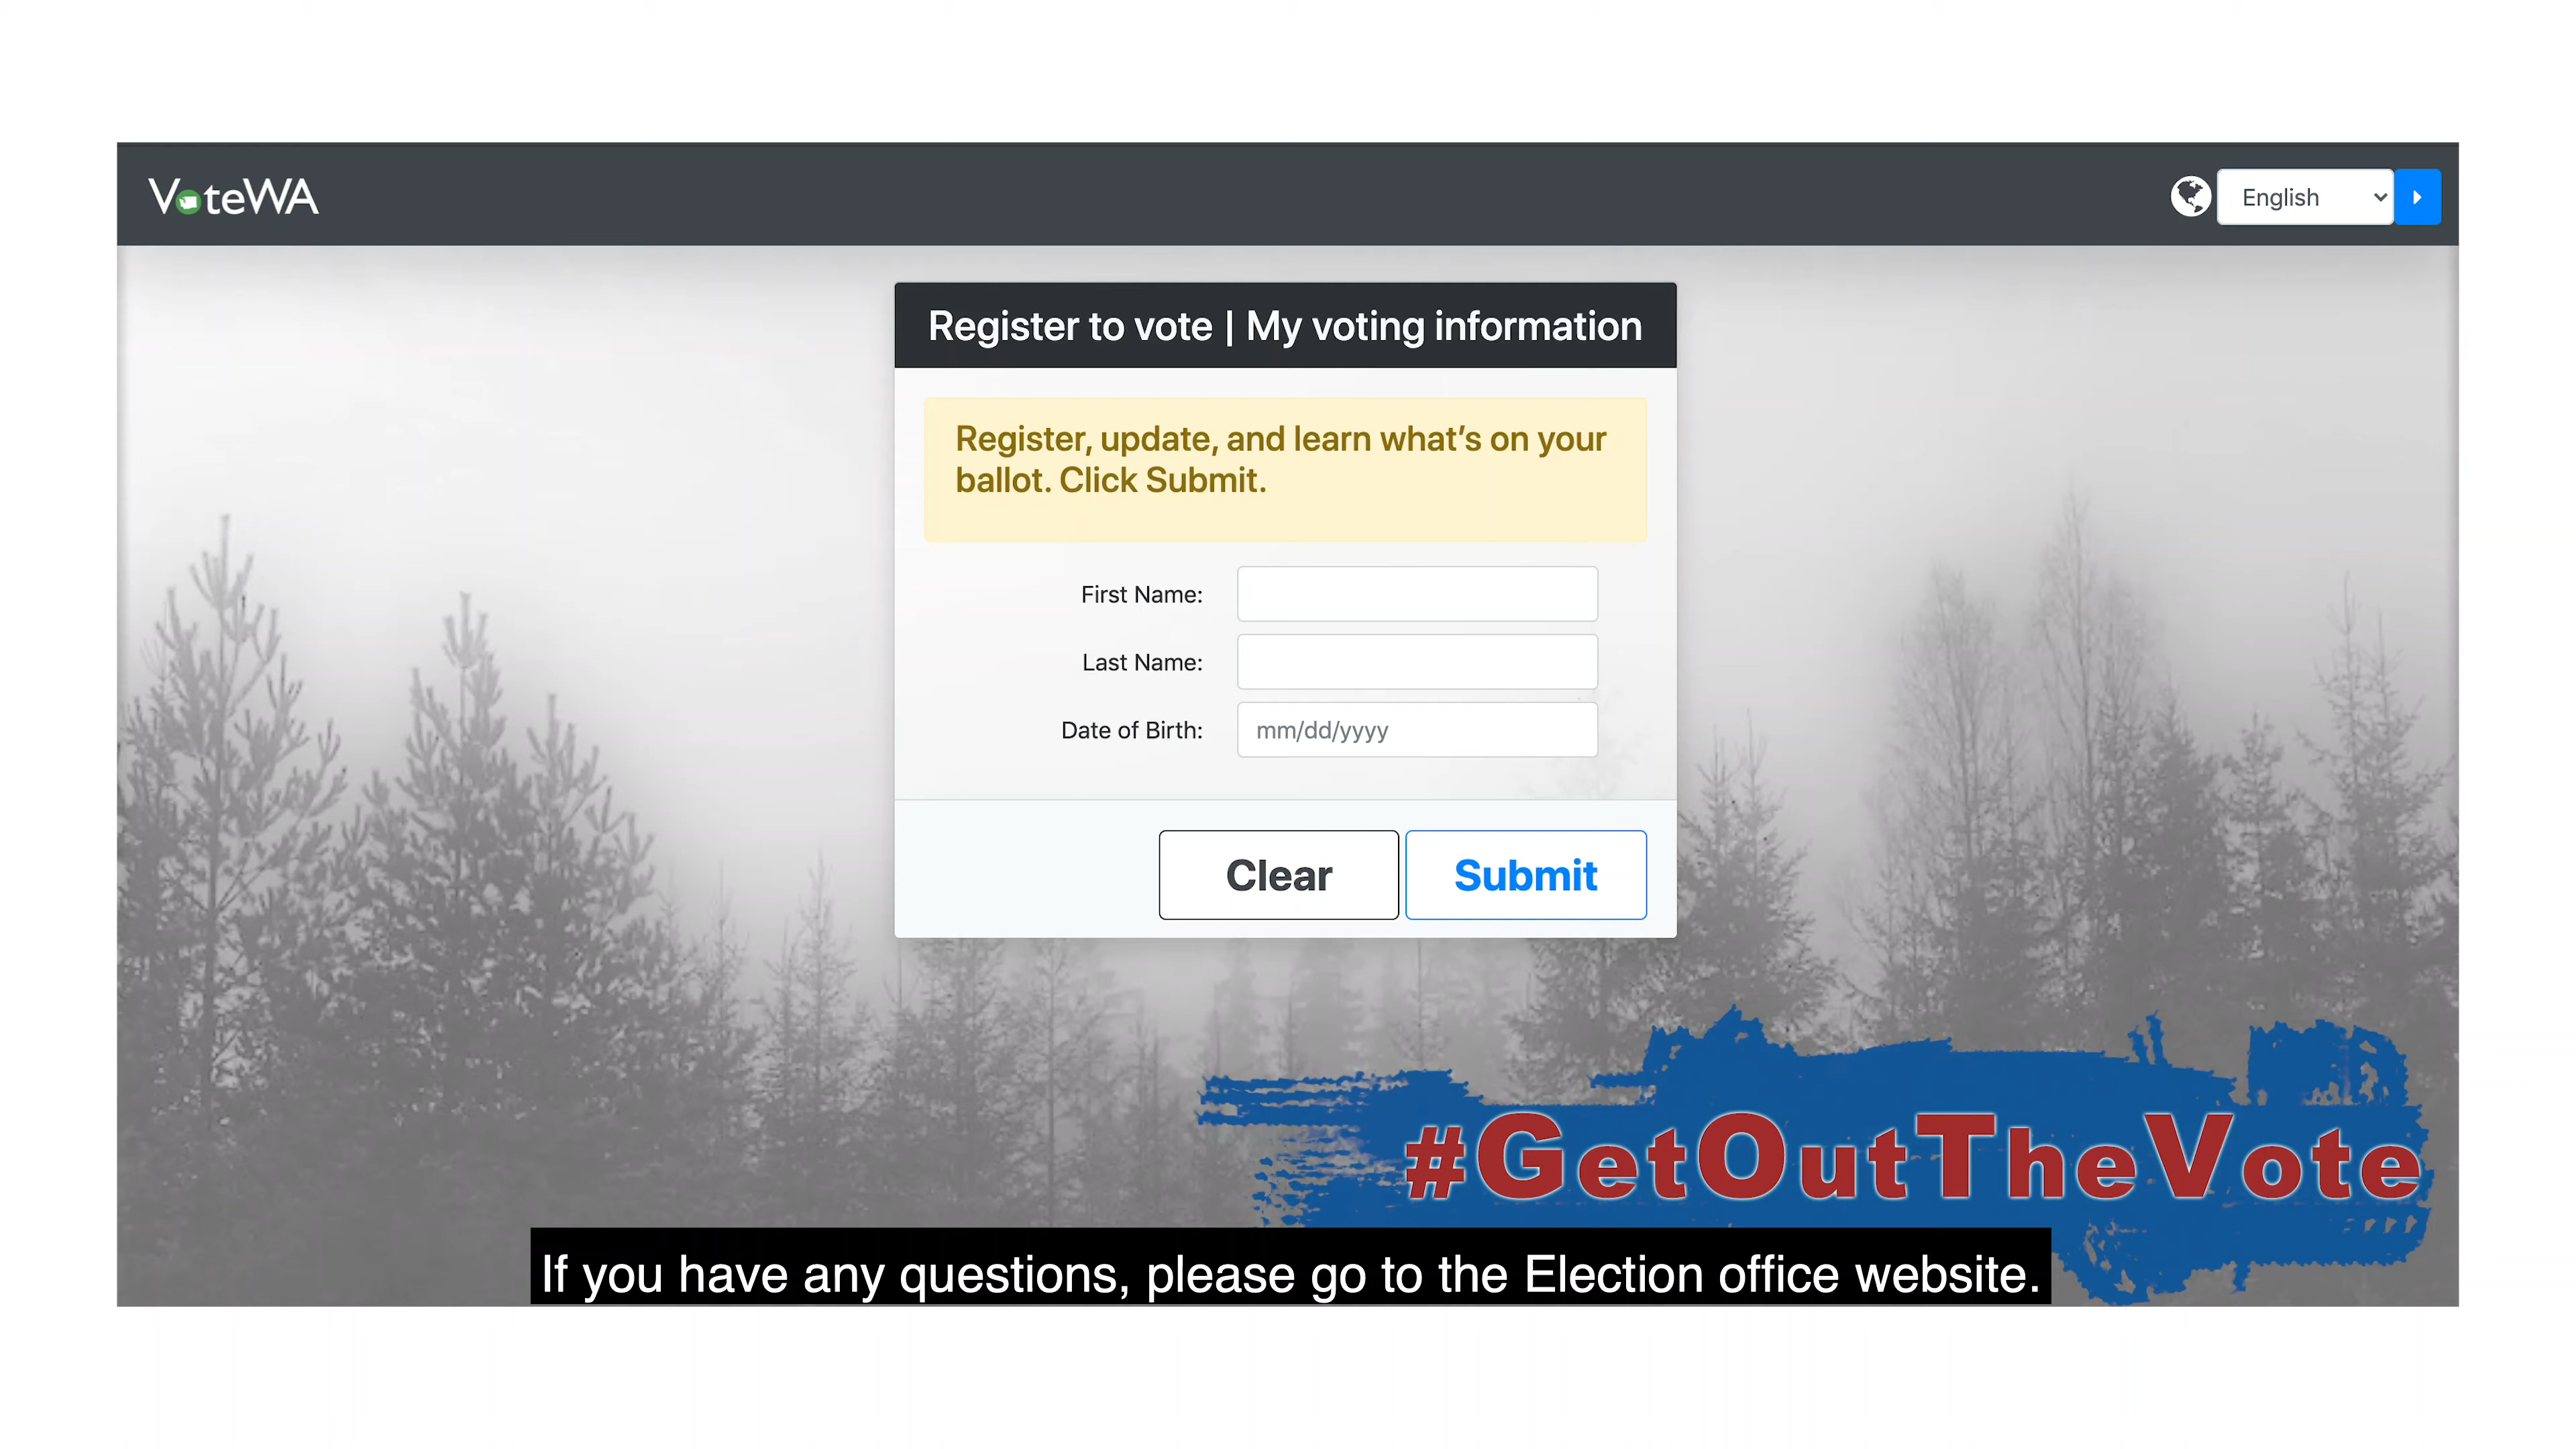 VoteWA
English
Register to vote | My voting information
Register, update, and learn what's on your
ballot. Click Submit.
First Name:
Last Name:
Date of Birth: mm/dd/yyyy
Clear Submit
#GetOutTheVote
If you have any questions, please go to the Election office website.